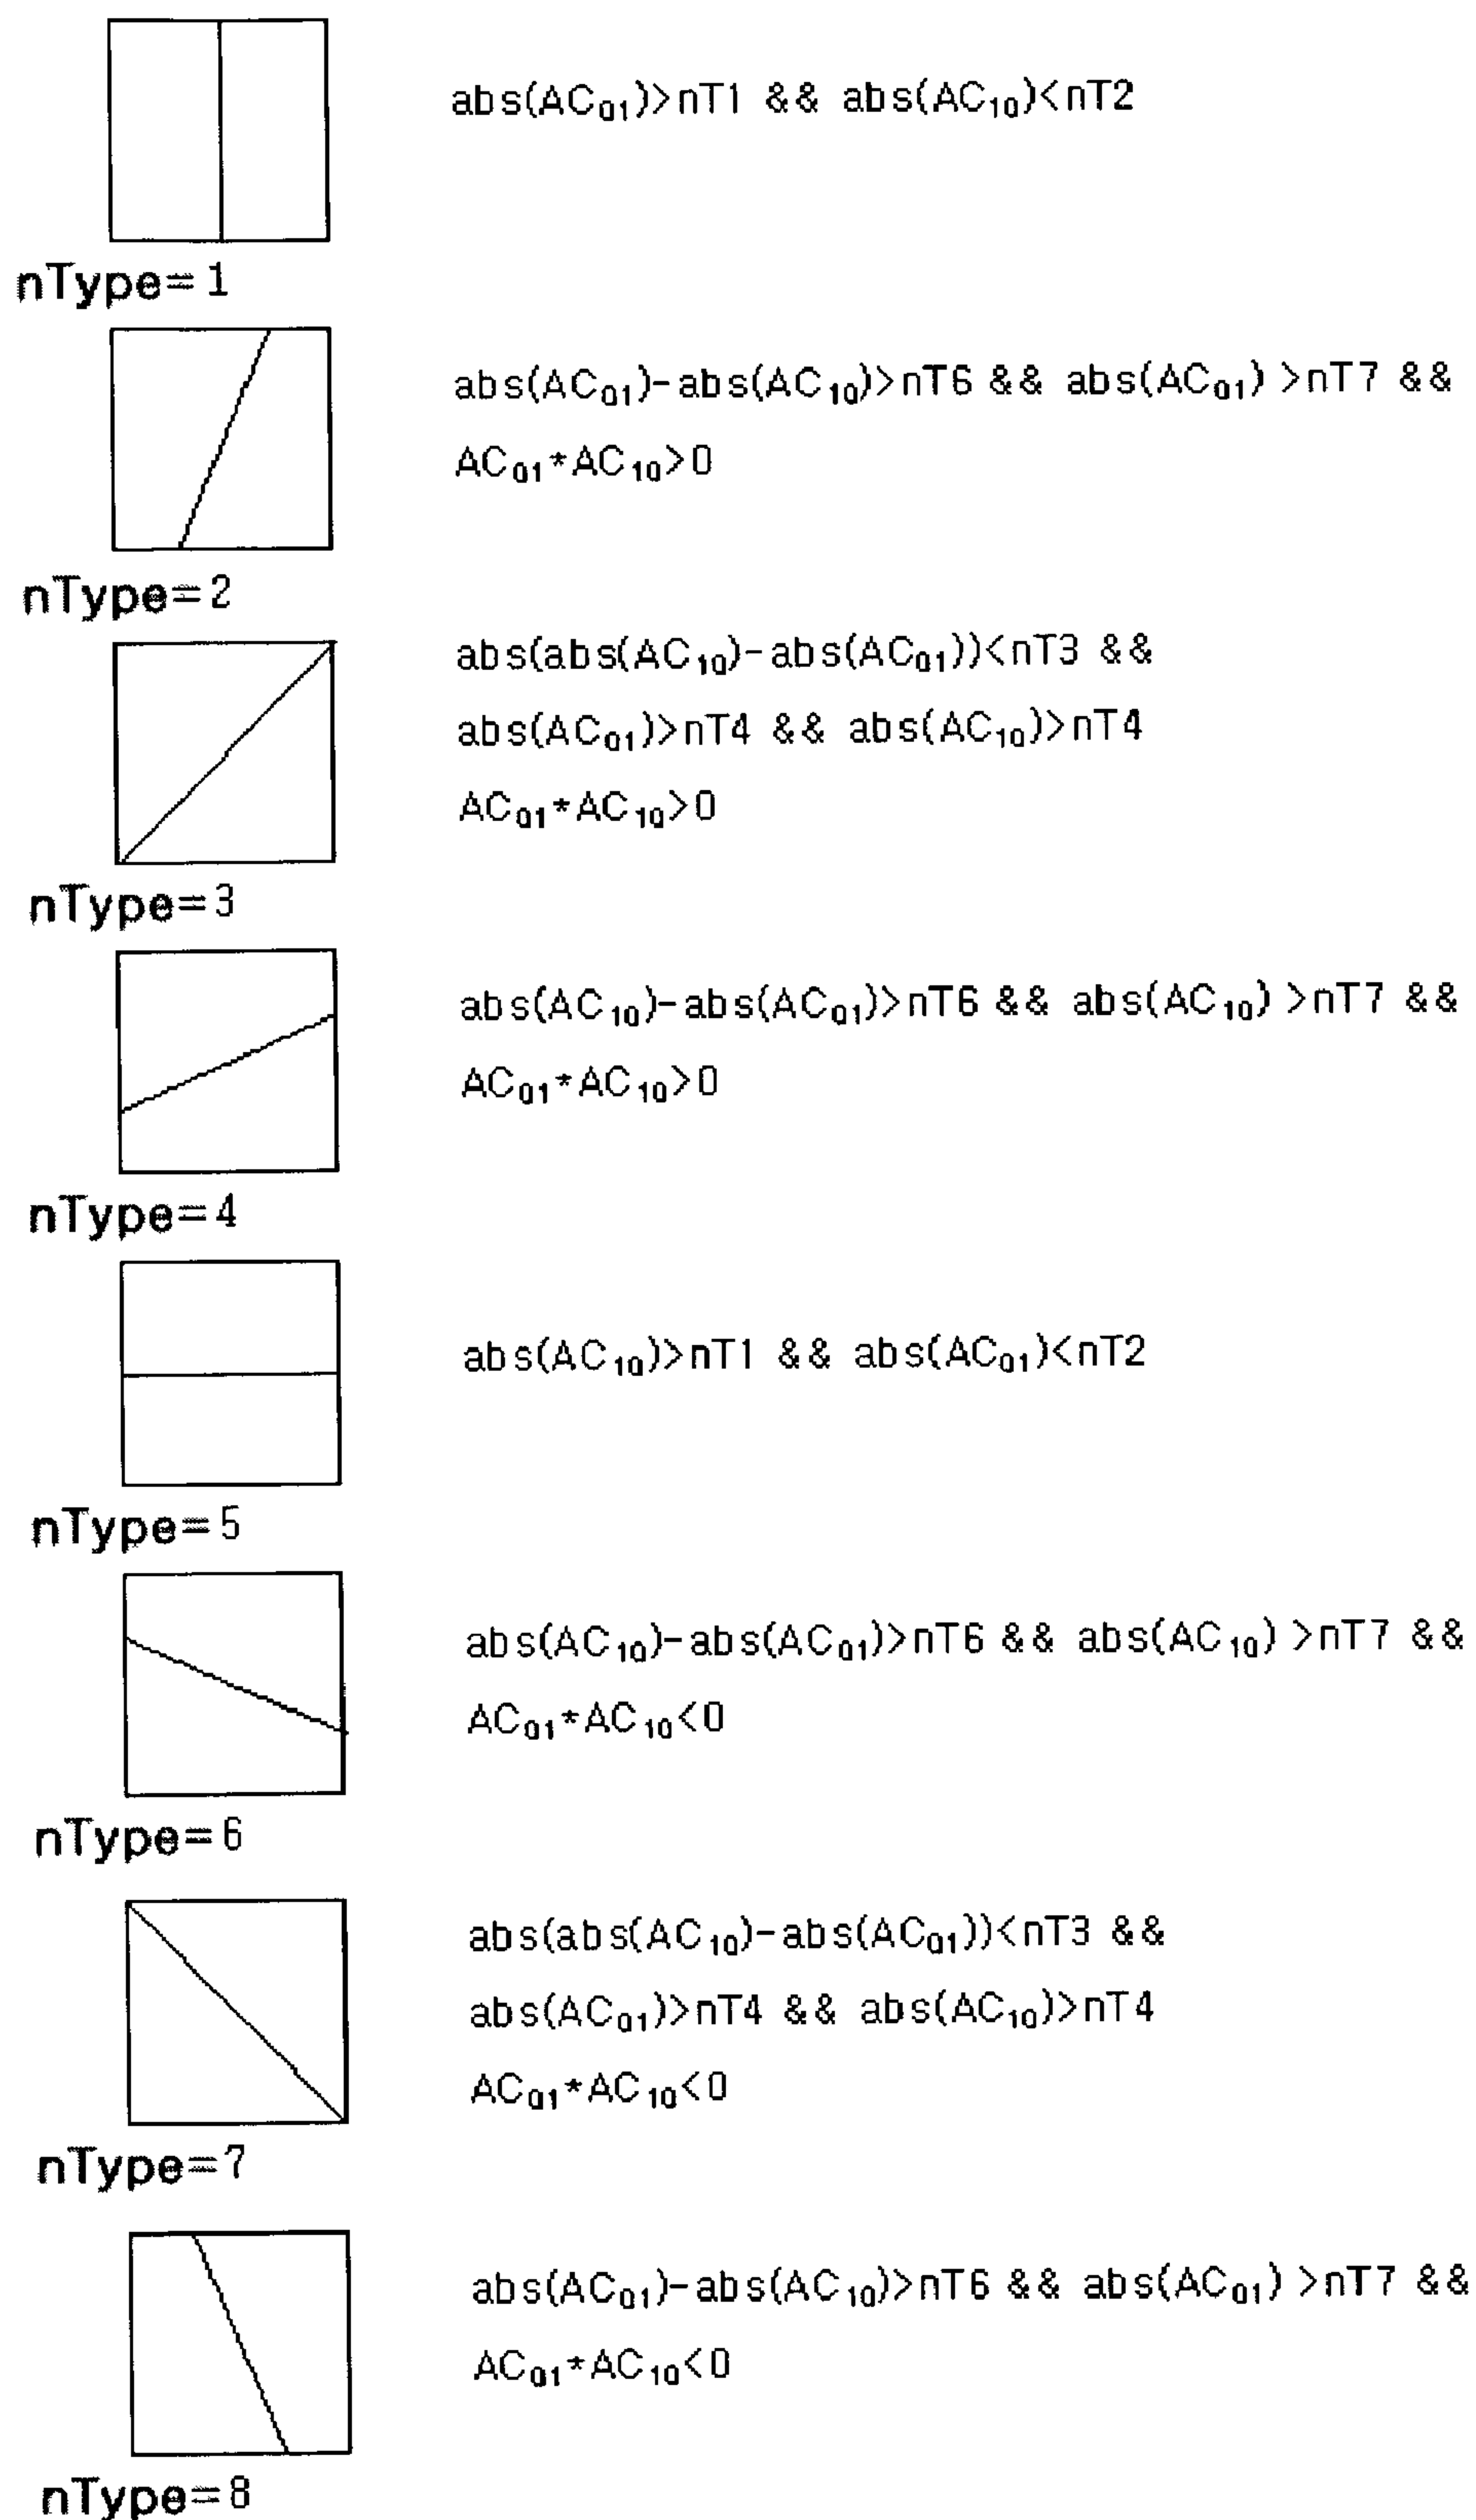 abs(AC₀₁)>nT1 && abs(AC₁₀)<nT2
nType=1
abs(AC₀₁)-abs(AC₁₀)>nT6 && abs(AC₀₁) >nT7 &&
AC₀₁*AC₁₀>0
nType=2
abs(abs(AC₁₀)-abs(AC₀₁))<nT3 &&
abs(AC₀₁)>nT4 && abs(AC₁₀)>nT4
AC₀₁*AC₁₀>0
nType=3
abs(AC₁₀)-abs(AC₀₁)>nT6 && abs(AC₁₀) >nT7 &&
AC₀₁*AC₁₀>0
nType=4
abs(AC₁₀)>nT1 && abs(AC₀₁)<nT2
nType=5
abs(AC₁₀)-abs(AC₀₁)>nT6 && abs(AC₁₀) >nT7 &&
AC₀₁*AC₁₀<0
nType=6
abs(abs(AC₁₀)-abs(AC₀₁))<nT3 &&
abs(AC₀₁)>nT4 && abs(AC₁₀)>nT4
AC₀₁*AC₁₀<0
nType=7
abs(AC₀₁)-abs(AC₁₀)>nT6 && abs(AC₀₁) >nT7 &&
AC₀₁*AC₁₀<0
nType=8